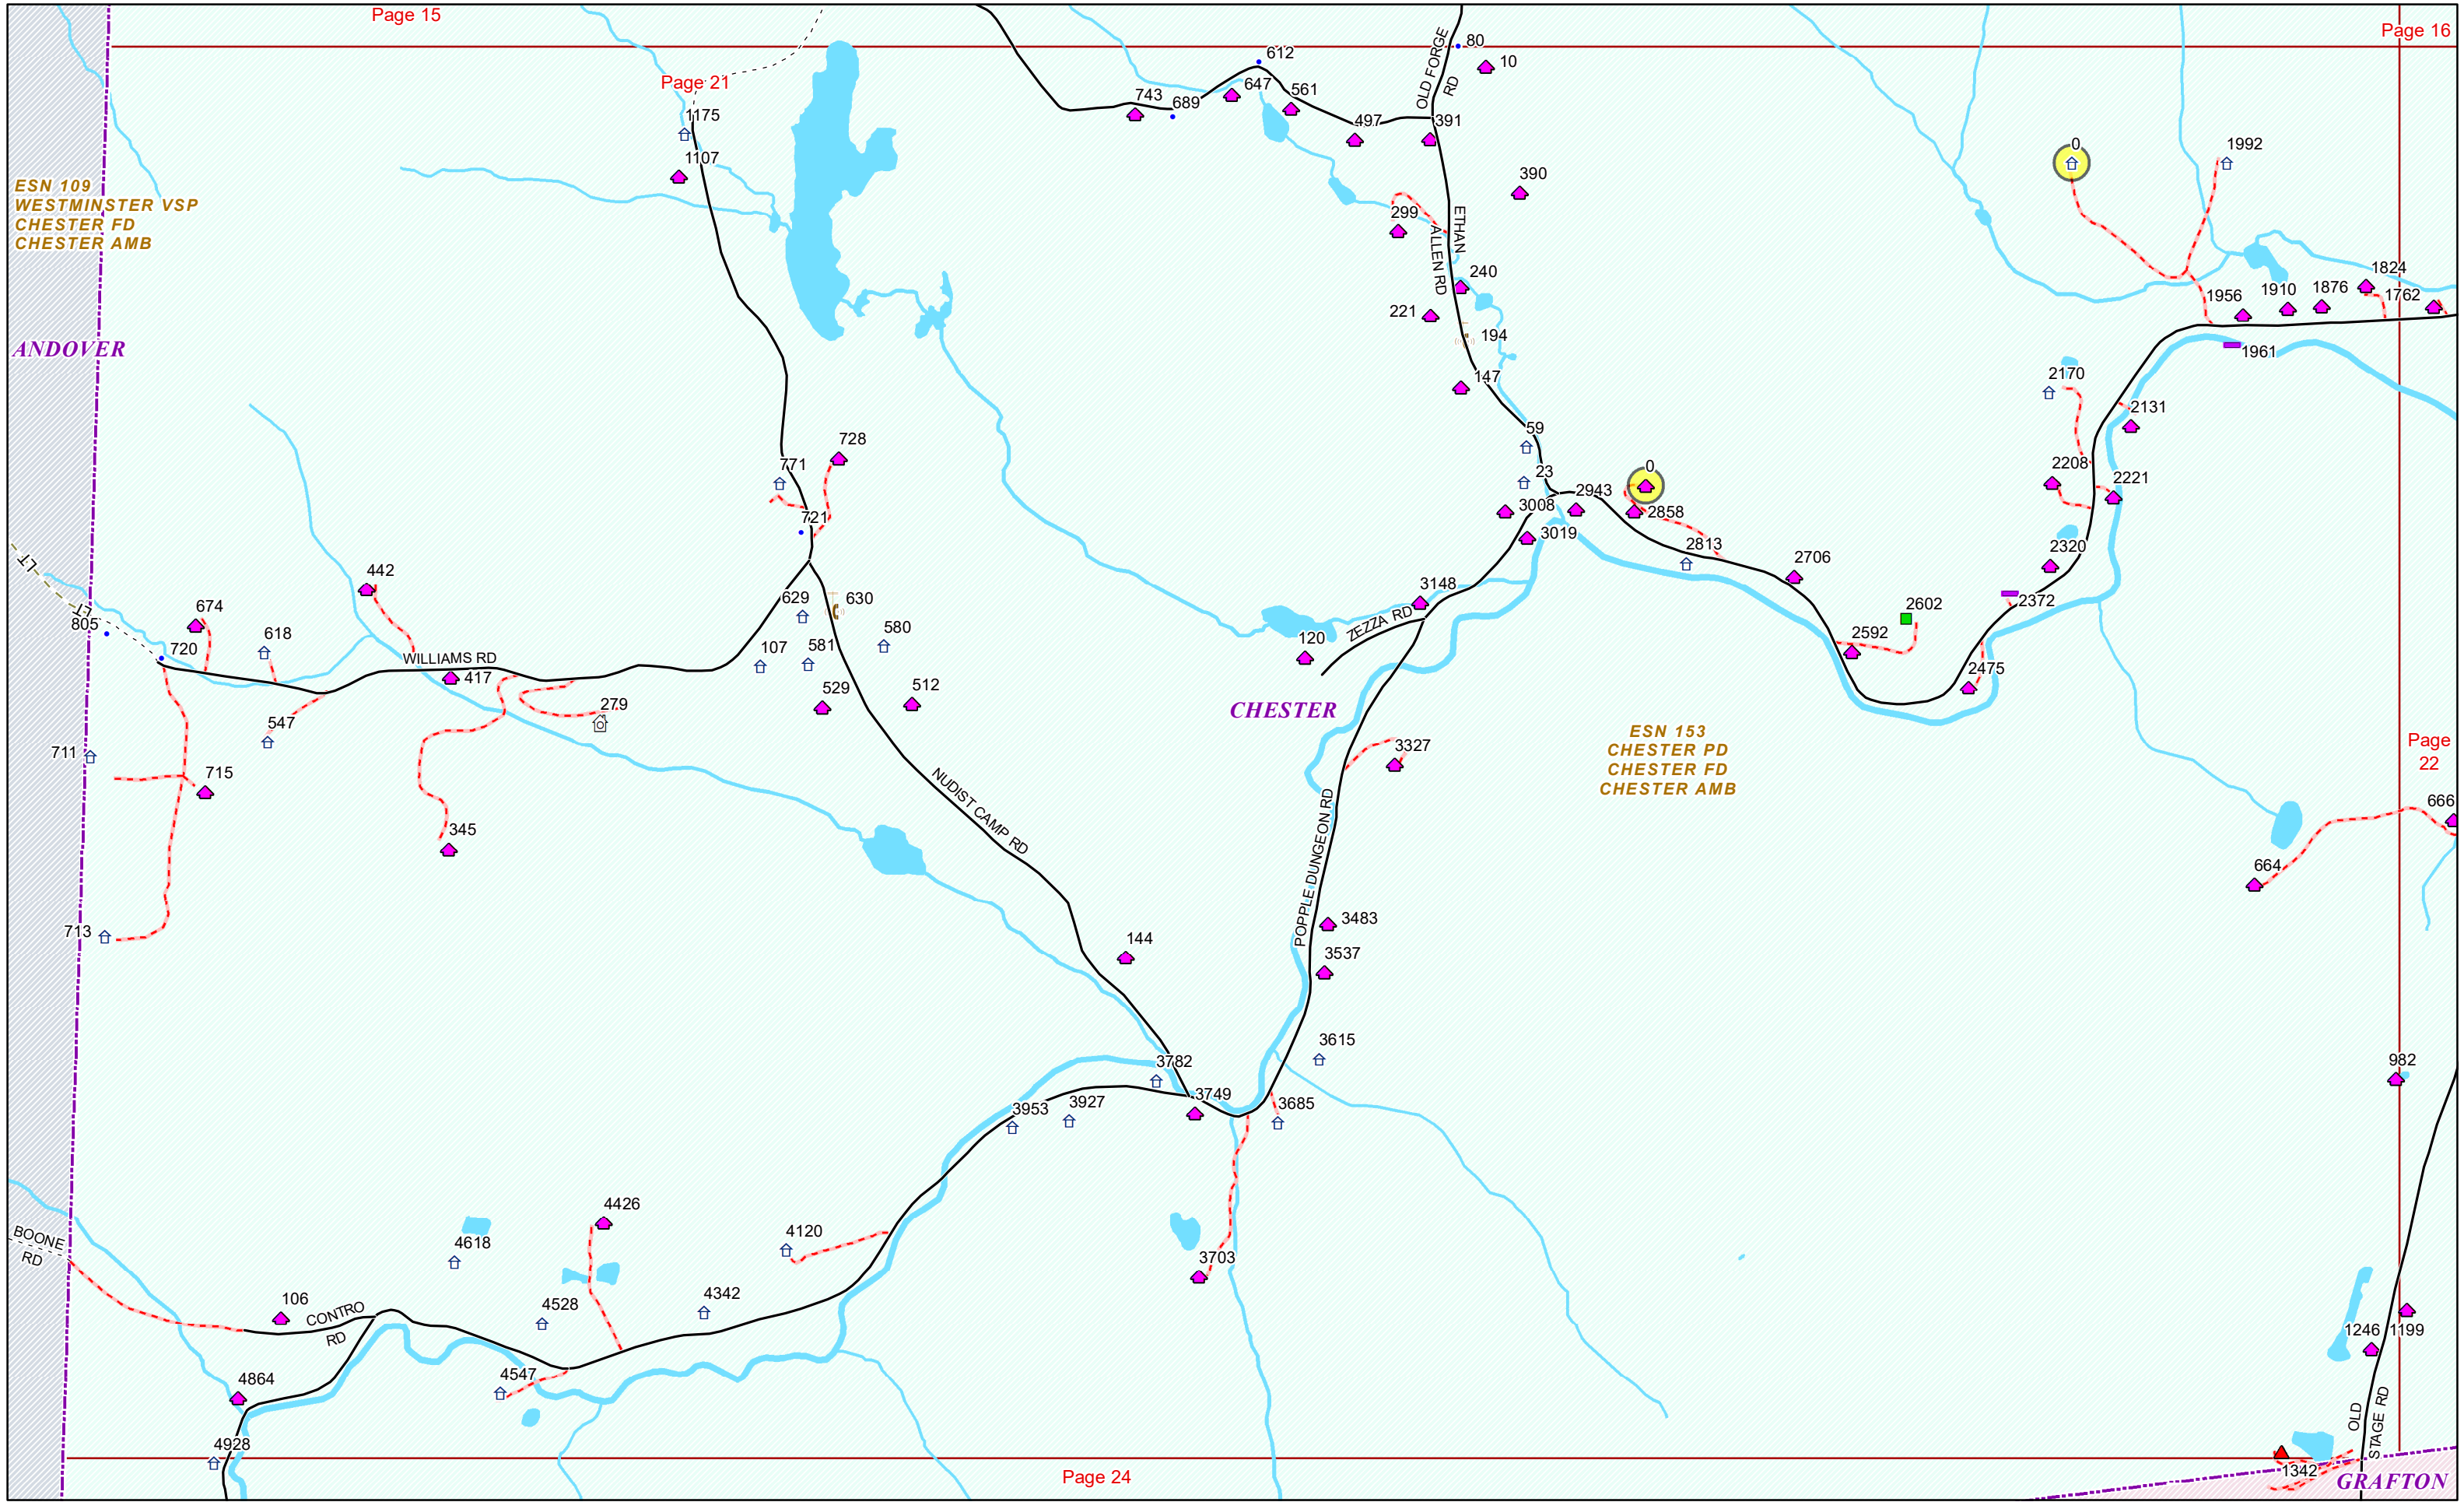 Page 15
Page 16
80
612
10
Page 21
647
561
743
689
OLD FORGE
RD
1175
497
391
0
1992
1107
390
ESN 109
WESTMINSTER VSP
CHESTER FD
CHESTER AMB
299
ETHAN
ALLEN RD
240
1824
1956
1910
1876
1762
221
194
ANDOVER
1961
147
2170
2131
59
728
771
0
2208
23
2943
2221
3008
2858
721
3019
2813
2320
2706
LT
442
3148
629
630
2372
LT
674
2602
805
ZEZZA RD
618
120
2592
580
720
581
107
WILLIAMS RD
417
2475
529
512
279
CHESTER
547
ESN 153
CHESTER PD
CHESTER FD
CHESTER AMB
711
3327
Page
22
715
NUDIST CAMP RD
666
345
POPPLE DUNGEON RD
664
3483
713
144
3537
3615
3782
982
3749
3953
3927
3685
4426
4120
BOONE
RD
4618
3703
106
CONTRO
RD
4528
4342
1246
1199
4547
4864
OLD
STAGE RD
4928
Page 24
1342
GRAFTON